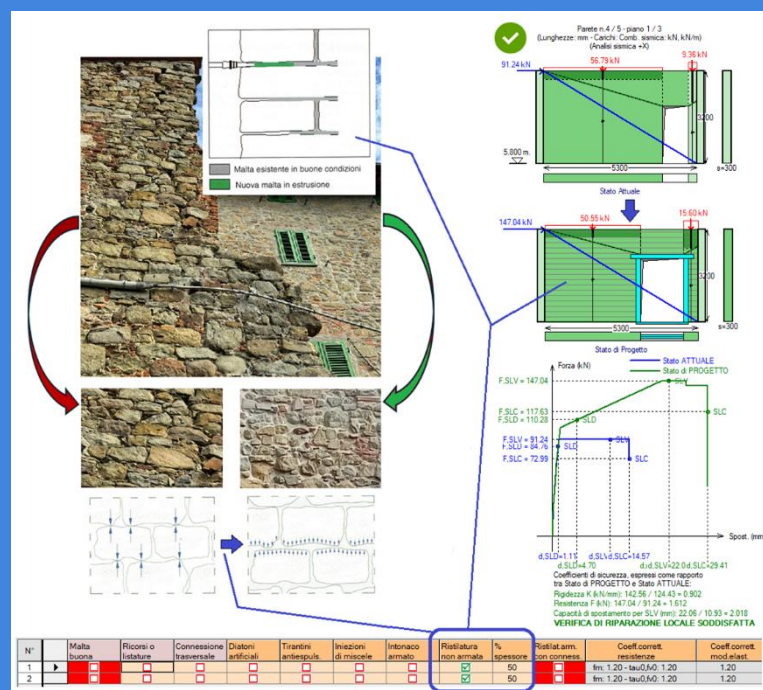 Malta esistente in buone condizioni
Nuova malta in estrusione
Parete n.4 / 5 - piano 1 / 3
(Lunghezze: mm - Carichi: Comb. sismica: kN, kN/m)
(Analisi sismica +X)
91.24 kN
56.79 kN
9.36 kN
3200
5.800 m.
5300
s=300
Stato Attuale
147.04 kN
50.55 kN
15.60 kN
3200
5300
s=300
Stato di Progetto
Forza (kN)
Stato ATTUALE
Stato di PROGETTO
F,SLV = 147.04
SLV
F,SLC = 117.63
SLC
F,SLD = 110.28
SLD
F,SLV = 91.24
SLV
F,SLD = 84.76
SLD
F,SLC = 72.99
SLC
Spost. (mm
d,SLD=1.11
d,SLC=14.57
d,SLD=4.70
d,SLC=29.41
Coefficienti di sicurezza, espressi come rapporto
tra Stato di PROGETTO e Stato ATTUALE:
Rigidezza K (kN/mm): 142.56 / 124.43 = 0.902
Resistenza F (kN): 147.04 / 91.24 = 1.612
Capacità di spostamento per SLV (mm): 22.06 / 10.93 = 2.018
VERIFICA DI RIPARAZIONE LOCALE SODDISFATTA
N° Malta buona Ricorsi o listature Connessione trasversale Diatoni artificiali Tirantini antiespuls. Iniezioni di miscele Intonaco armato Ristilatura non armata % spessore Ristilat.arm. con conness. Coeff.corrett. resistenze Coeff.corrett. mod.elast.
1 50 fm: 1.20 - tau0,fv0: 1.20 1.20
2 50 fm: 1.20 - tau0,fv0: 1.20 1.20